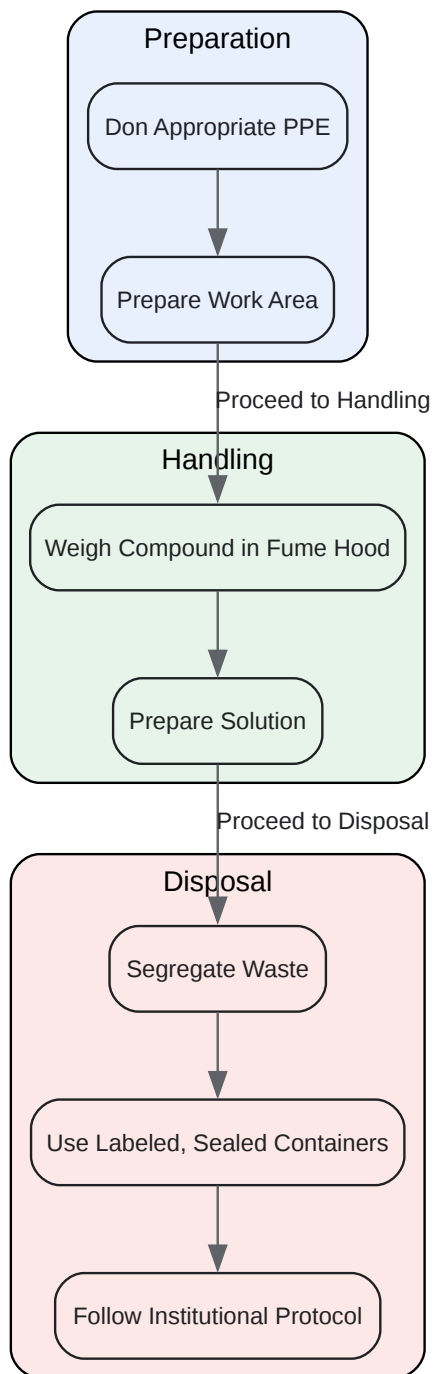 Preparation
Don Appropriate PPE
Prepare Work Area
Proceed to Handling
Handling
Weigh Compound in Fume Hood
Prepare Solution
Proceed to Disposal
Disposal
Segregate Waste
Use Labeled, Sealed Containers
Follow Institutional Protocol